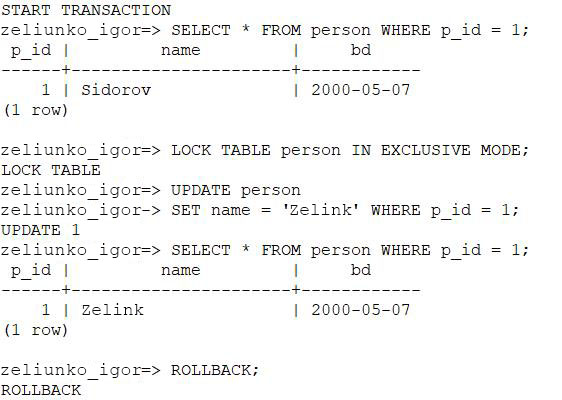 START TRANSACTION
zeliunko_igor=> SELECT * FROM person WHERE p_id = 1;
 p_id |         name         |     bd
------+----------------------+------------
    1 | Sidorov              | 2000-05-07
(1 row)

zeliunko_igor=> LOCK TABLE person IN EXCLUSIVE MODE;
LOCK TABLE
zeliunko_igor=> UPDATE person
zeliunko_igor-> SET name = 'Zelink' WHERE p_id = 1;
UPDATE 1
zeliunko_igor=> SELECT * FROM person WHERE p_id = 1;
 p_id |         name         |     bd
------+----------------------+------------
    1 | Zelink               | 2000-05-07
(1 row)

zeliunko_igor=> ROLLBACK;
ROLLBACK